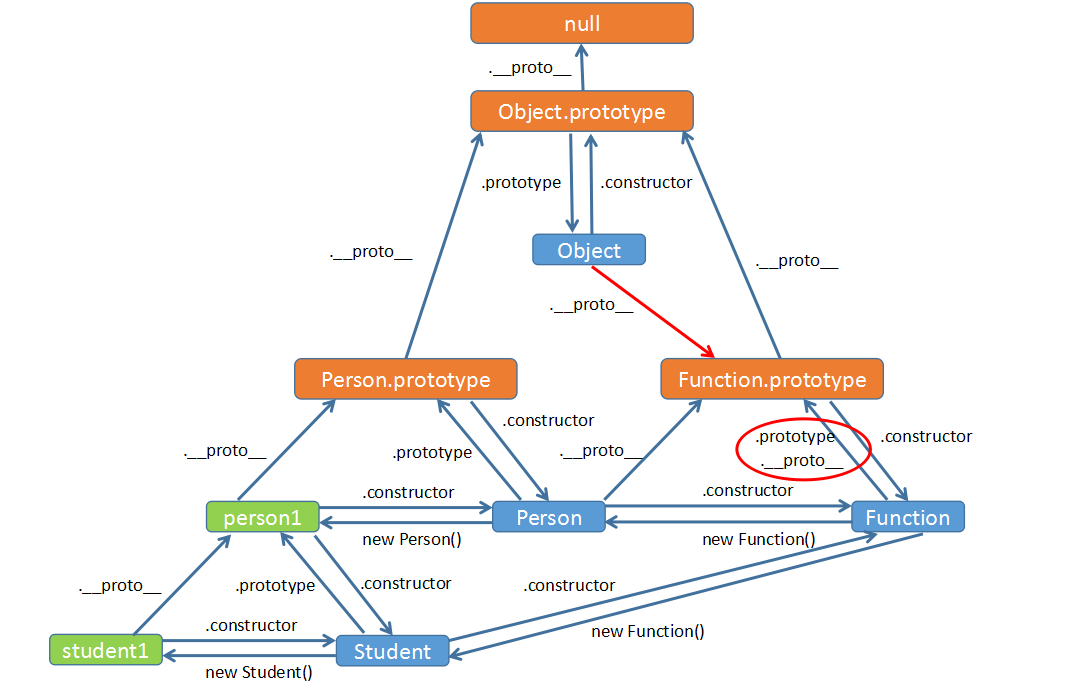 null
.__proto__
Object.prototype
.prototype
.constructor
Object
.__proto__
.__proto__
.__proto__
Person.prototype
Function.prototype
.constructor
.prototype
.constructor
.__proto__
.prototype
.__proto__
.__proto__
.constructor
.constructor
person1
Person
Function
new Person()
new Function()
.__proto__
.prototype
.constructor
.constructor
.constructor
new Function()
student1
Student
new Student()